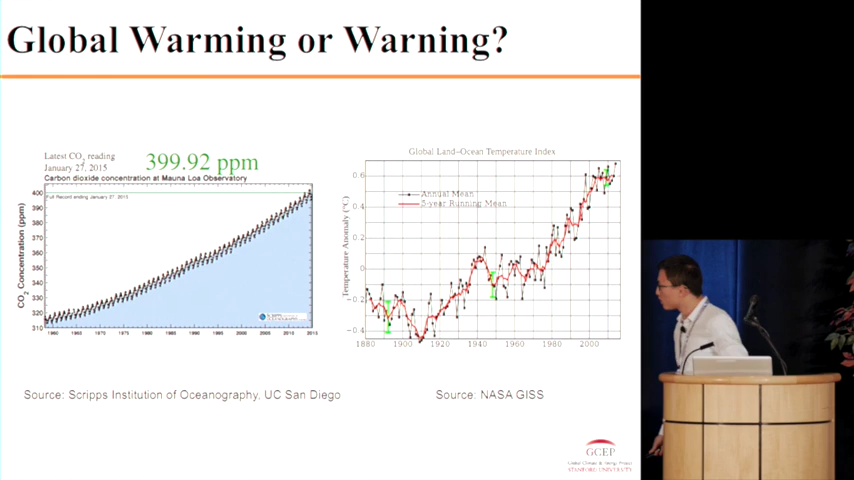 Global Warming or Warning?
Latest CO2 reading
January 27, 2015
399.92 ppm
Carbon dioxide concentration at Mauna Loa Observatory
Full Record ending January 27, 2015
CO2 Concentration (ppm)
400
390
380
370
360
350
340
330
320
310
1960
1965
1970
1975
1980
1985
1990
1995
2000
2005
2010
2015
Source: Scripps Institution of Oceanography, UC San Diego
Global Land-Ocean Temperature Index
Annual Mean
5-year Running Mean
Temperature Anomaly (°C)
0.6
0.4
0.2
0
-0.2
-0.4
1880
1900
1920
1940
1960
1980
2000
Source: NASA GISS
GCEP
Global Climate & Energy Project
STANFORD UNIVERSITY